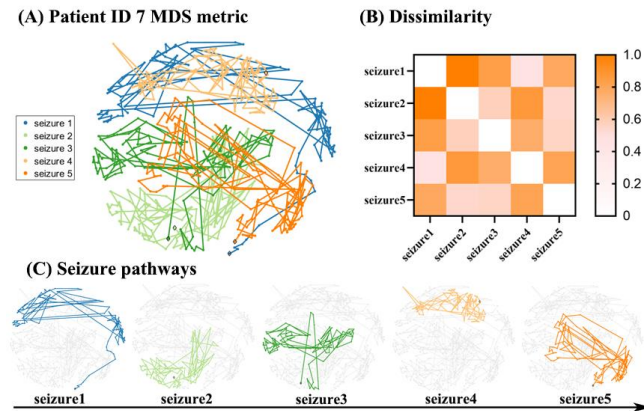 (A) Patient ID 7 MDS metric
seizure 1
seizure 2
seizure 3
seizure 4
seizure 5
(B) Dissimilarity
seizure1
seizure2
seizure3
seizure4
seizure5
seizure1
seizure2
seizure3
seizure4
seizure5
1.0
0.8
0.6
0.4
0.2
0
(C) Seizure pathways
seizure1 seizure2 seizure3 seizure4 seizure5